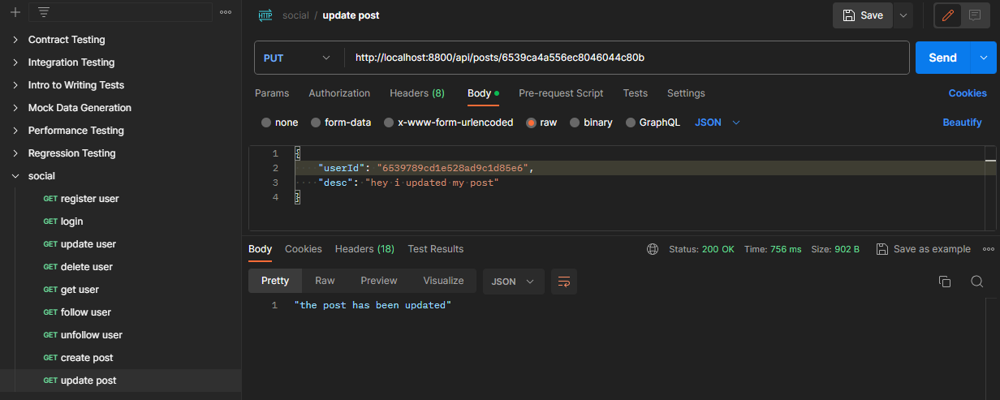 HTTP social / update post Save
Contract Testing
Integration Testing
Intro to Writing Tests
Mock Data Generation
Performance Testing
Regression Testing
social
GET register user
GET login
GET update user
GET delete user
GET get user
GET follow user
GET unfollow user
GET create post
GET update post
PUT http://localhost:8800/api/posts/6539ca4a556ec8046044c80b Send
Params Authorization Headers (8) Body Pre-request Script Tests Settings Cookies
none form-data x-www-form-urlencoded raw binary GraphQL JSON Beautify
1 {
2 "userId": "6539789cd1e528ad9c1d85e6",
3 "desc": "hey i updated my post"
4 }
Body Cookies Headers (18) Test Results Status: 200 OK Time: 756 ms Size: 902 B Save as example
Pretty Raw Preview Visualize JSON
1 "the post has been updated"